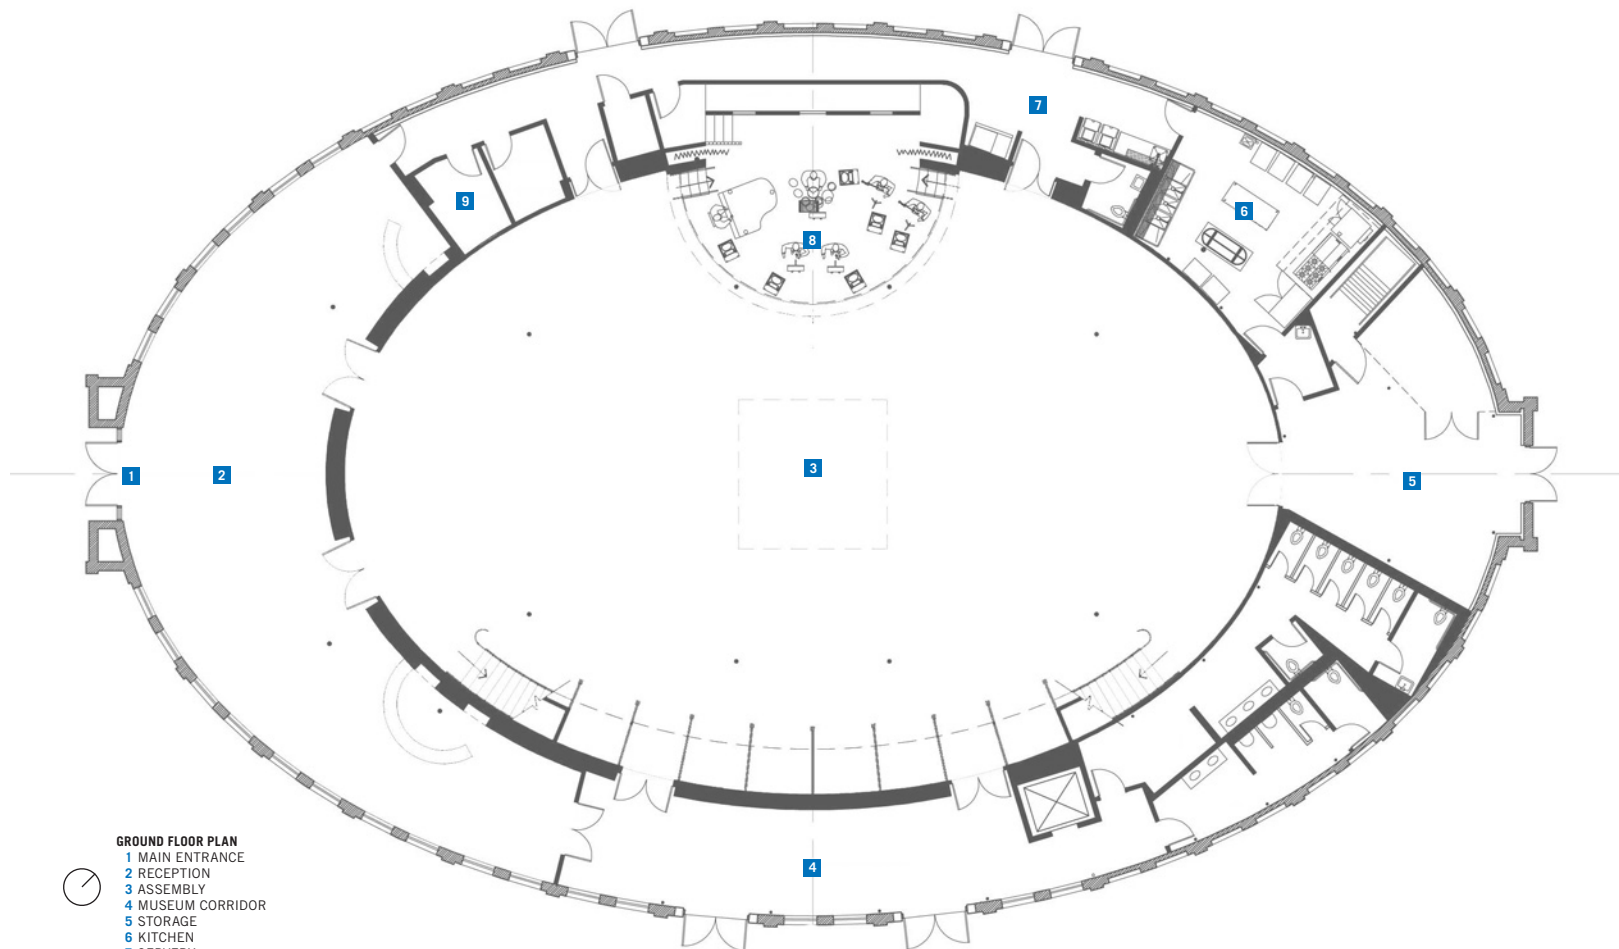 7
9
6
8
3
1
2
5
4
GROUND FLOOR PLAN
1 MAIN ENTRANCE
2 RECEPTION
3 ASSEMBLY
4 MUSEUM CORRIDOR
5 STORAGE
6 KITCHEN